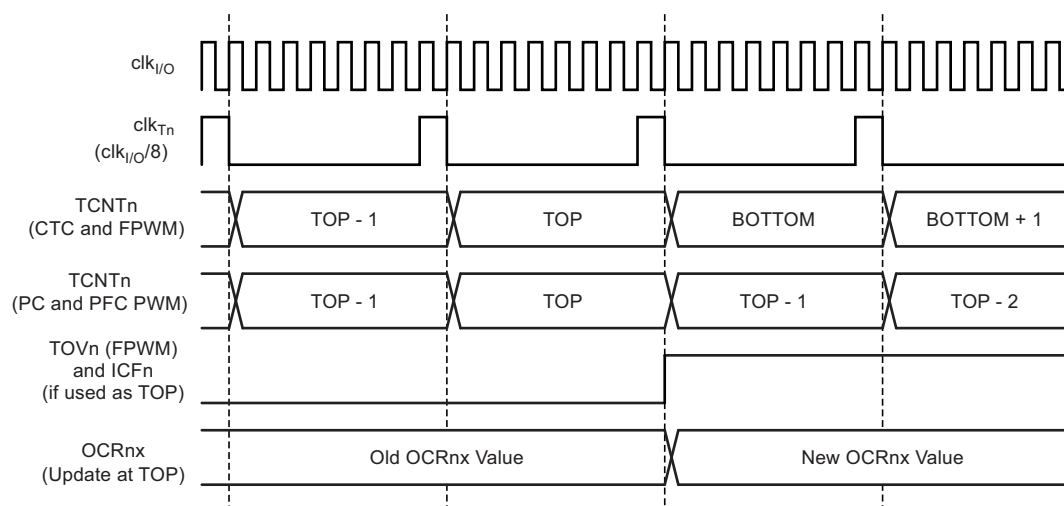 clkI/O
clkTn
(clkI/O/8)
TCNTn
(CTC and FPWM)
TOP - 1
TOP
BOTTOM
BOTTOM + 1
TCNTn
(PC and PFC PWM)
TOP - 1
TOP
TOP - 1
TOP - 2
TOVn (FPWM)
and ICFn
(if used as TOP)
OCRnx
(Update at TOP)
Old OCRnx Value
New OCRnx Value